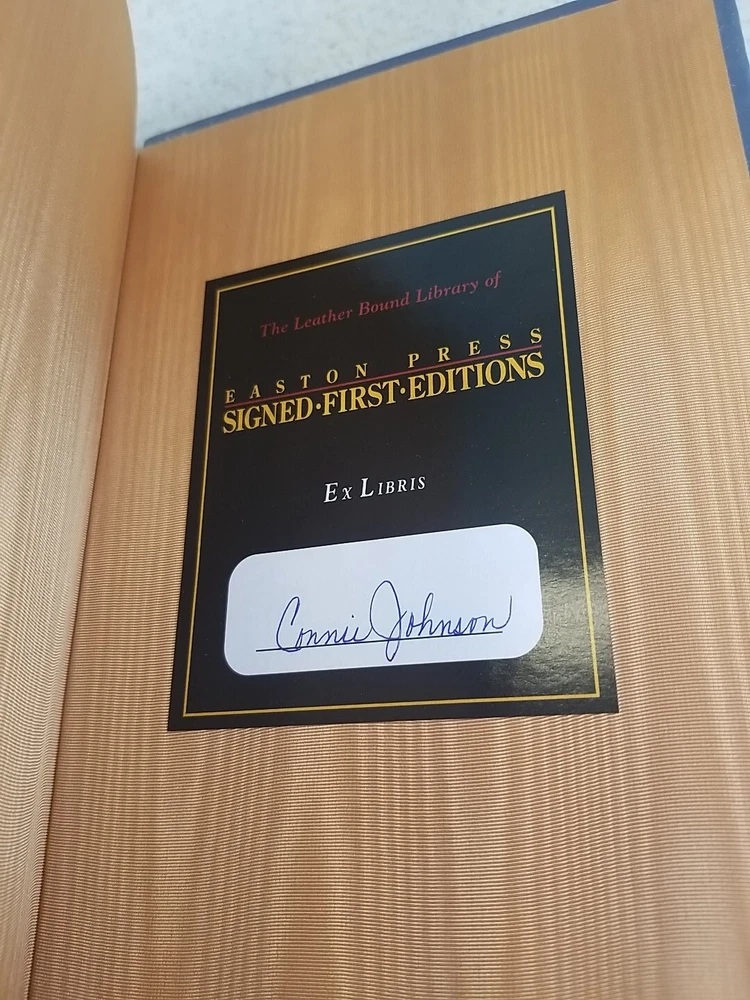 The Leather Bound Library of
EASTON PRESS
SIGNED·FIRST·EDITIONS
EX LIBRIS
Connie Johnson